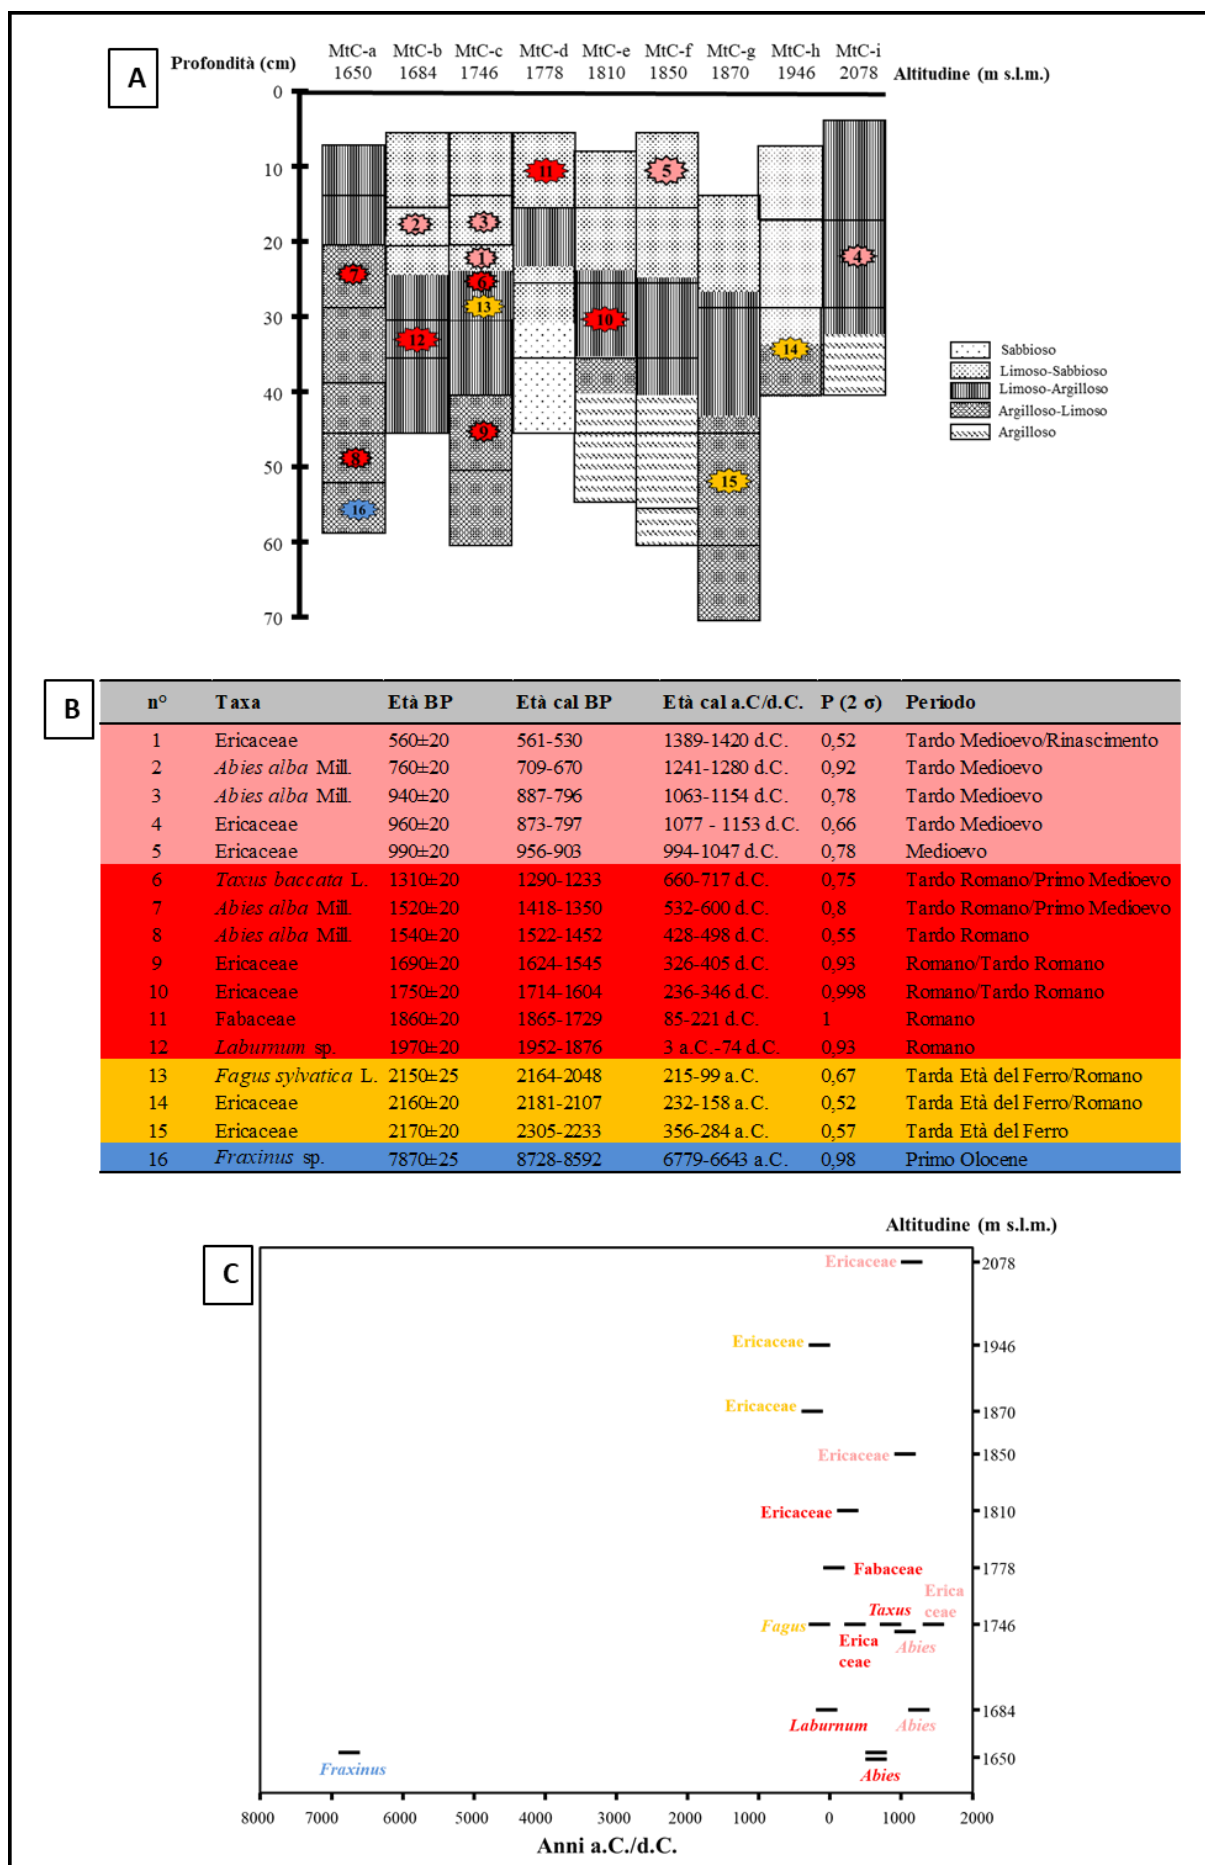 A
Profondità (cm)
MtC-a MtC-b MtC-c MtC-d MtC-e MtC-f MtC-g MtC-h MtC-i
1650 1684 1746 1778 1810 1850 1870 1946 2078
Altitudine (m s.l.m.)
0
10
20
30
40
50
60
70
11
5
2
3
1
4
7
6
13
10
12
14
9
8
15
16
Sabbioso
Limoso-Sabbioso
Limoso-Argilloso
Argilloso-Limoso
Argilloso
B
n° Taxa Età BP Età cal BP Età cal a.C/d.C. P (2 σ) Periodo
1 Ericaceae 560±20 561-530 1389-1420 d.C. 0,52 Tardo Medioevo/Rinascimento
2 Abies alba Mill. 760±20 709-670 1241-1280 d.C. 0,92 Tardo Medioevo
3 Abies alba Mill. 940±20 887-796 1063-1154 d.C. 0,78 Tardo Medioevo
4 Ericaceae 960±20 873-797 1077 - 1153 d.C. 0,66 Tardo Medioevo
5 Ericaceae 990±20 956-903 994-1047 d.C. 0,78 Medioevo
6 Taxus baccata L. 1310±20 1290-1233 660-717 d.C. 0,75 Tardo Romano/Primo Medioevo
7 Abies alba Mill. 1520±20 1418-1350 532-600 d.C. 0,8 Tardo Romano/Primo Medioevo
8 Abies alba Mill. 1540±20 1522-1452 428-498 d.C. 0,55 Tardo Romano
9 Ericaceae 1690±20 1624-1545 326-405 d.C. 0,93 Romano/Tardo Romano
10 Ericaceae 1750±20 1714-1604 236-346 d.C. 0,998 Romano/Tardo Romano
11 Fabaceae 1860±20 1865-1729 85-221 d.C. 1 Romano
12 Laburnum sp. 1970±20 1952-1876 3 a.C.-74 d.C. 0,93 Romano
13 Fagus sylvatica L. 2150±25 2164-2048 215-99 a.C. 0,67 Tarda Età del Ferro/Romano
14 Ericaceae 2160±20 2181-2107 232-158 a.C. 0,52 Tarda Età del Ferro/Romano
15 Ericaceae 2170±20 2305-2233 356-284 a.C. 0,57 Tarda Età del Ferro
16 Fraxinus sp. 7870±25 8728-8592 6779-6643 a.C. 0,98 Primo Olocene
Altitudine (m s.l.m.)
C
Ericaceae 2078
Ericaceae 1946
Ericaceae 1870
Ericaceae 1850
Ericaceae 1810
Fabaceae 1778
Erica
ceae
Taxus
Fagus 1746
Erica
ceae
Abies
1684
Laburnum Abies
1650
Fraxinus Abies
8000 7000 6000 5000 4000 3000 2000 1000 0 1000 2000
Anni a.C./d.C.